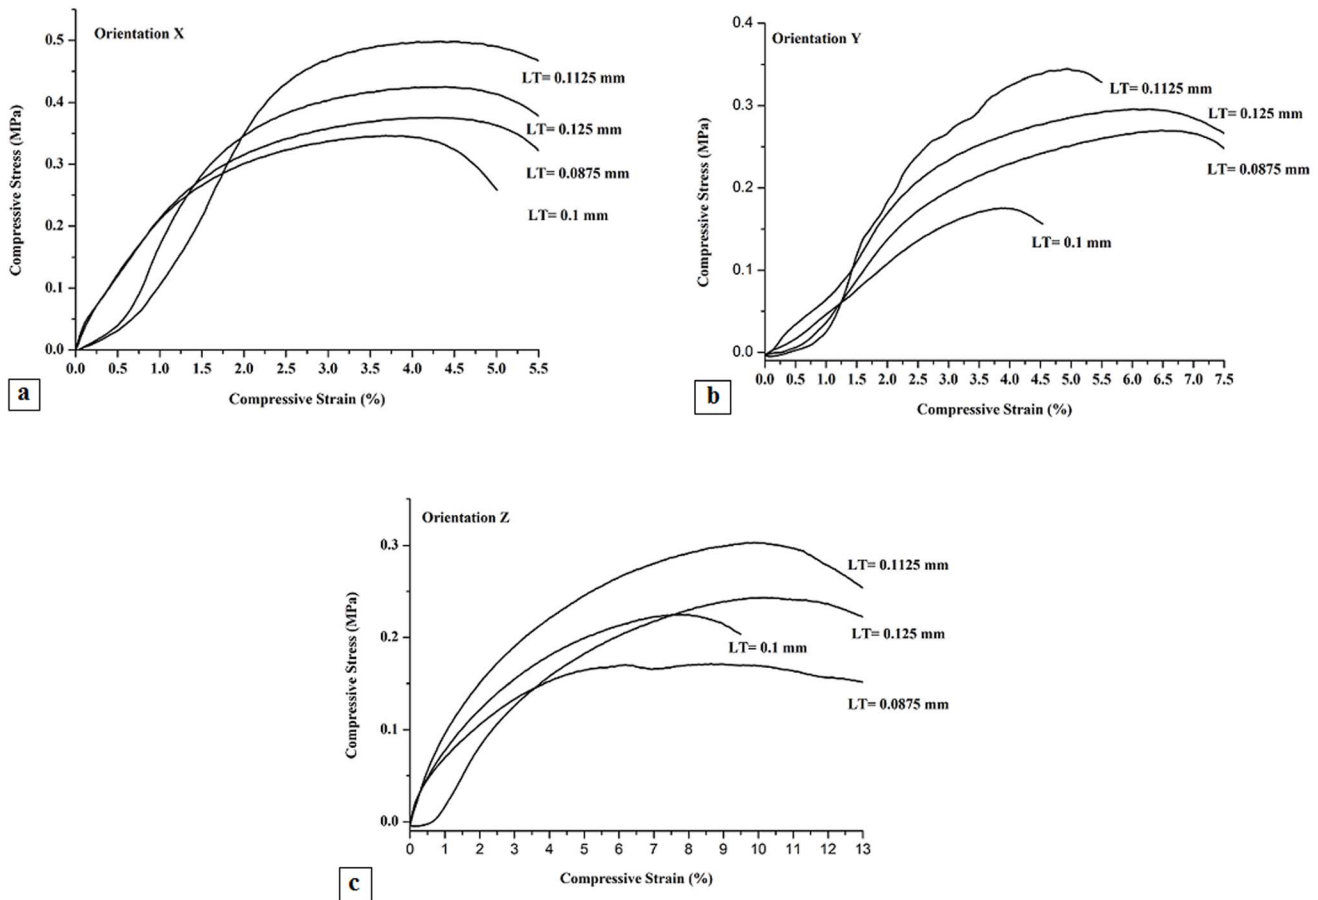 Orientation X
0.5
0.4
0.3
0.2
0.1
0.0
Compressive Stress (MPa)
LT= 0.1125 mm
LT= 0.125 mm
LT= 0.0875 mm
LT= 0.1 mm
0.0 0.5 1.0 1.5 2.0 2.5 3.0 3.5 4.0 4.5 5.0 5.5
Compressive Strain (%)
a
Orientation Y
0.4
0.3
0.2
0.1
0.0
Compressive Stress (MPa)
LT= 0.1125 mm
LT= 0.125 mm
LT= 0.0875 mm
LT= 0.1 mm
0.0 0.5 1.0 1.5 2.0 2.5 3.0 3.5 4.0 4.5 5.0 5.5 6.0 6.5 7.0 7.5
Compressive Strain (%)
b
Orientation Z
0.3
0.2
0.1
0.0
Compressive Stress (MPa)
LT= 0.1125 mm
LT= 0.125 mm
LT= 0.1 mm
LT= 0.0875 mm
0 1 2 3 4 5 6 7 8 9 10 11 12 13
Compressive Strain (%)
c